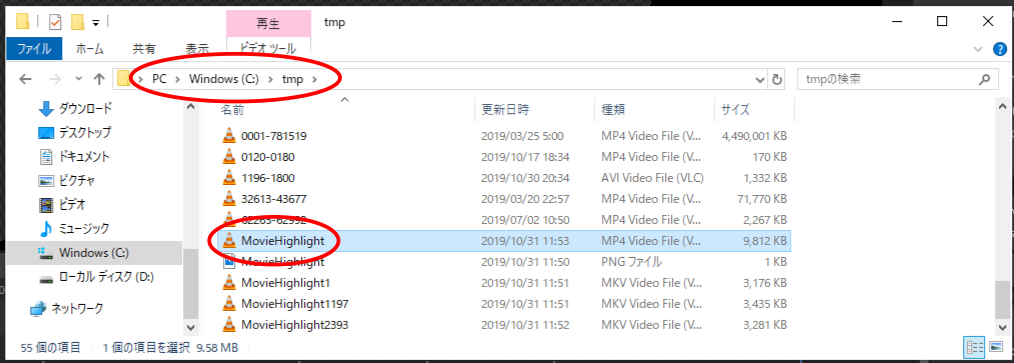 再生 tmp
ファイル ホーム 共有 表示 ビデオ ツール
PC Windows (C:) tmp tmpの検索
ダウンロード
デスクトップ
ドキュメント
ピクチャ
ビデオ
ミュージック
Windows (C:)
ローカル ディスク (D:)
ネットワーク
名前 更新日時 種類 サイズ
0001-781519 2019/03/25 5:00 MP4 Video File (V... 4,490,001 KB
0120-0180 2019/10/17 18:34 MP4 Video File (V... 170 KB
1196-1800 2019/10/30 20:34 AVI Video File (VLC) 1,332 KB
32613-43677 2019/03/20 22:57 MP4 Video File (V... 71,770 KB
62263-62992 2019/07/02 10:50 MP4 Video File (V... 2,267 KB
MovieHighlight 2019/10/31 11:53 MP4 Video File (V... 9,812 KB
MovieHighlight 2019/10/31 11:50 PNG ファイル 1 KB
MovieHighlight1 2019/10/31 11:51 MKV Video File (V... 3,176 KB
MovieHighlight1197 2019/10/31 11:51 MKV Video File (V... 3,435 KB
MovieHighlight2393 2019/10/31 11:52 MKV Video File (V... 3,281 KB
55 個の項目 1 個の項目を選択 9.58 MB